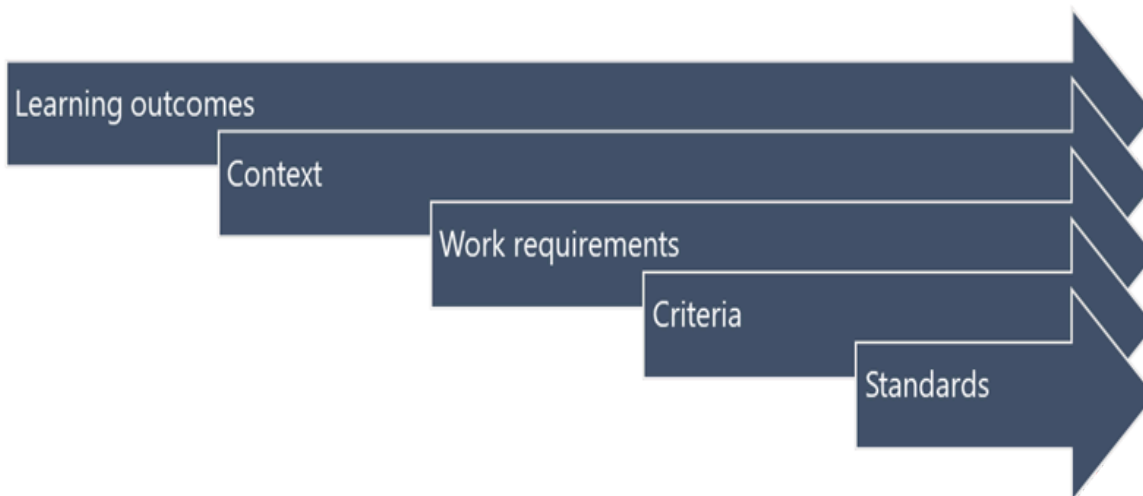 Learning outcomes
Context
Work requirements
Criteria
Standards